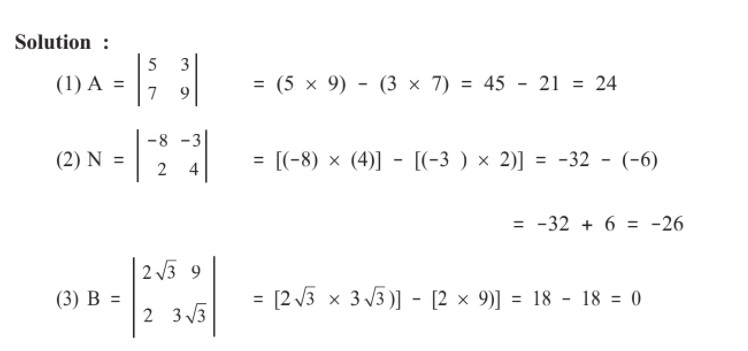 Solution :
(1) A = | 5 3 | = (5 × 9) − (3 × 7) = 45 − 21 = 24
| 7 9 |
(2) N = | −8 −3 | = [(−8) × (4)] − [(−3 ) × 2)] = −32 − (−6)
| 2 4 |
= −32 + 6 = −26
(3) B = | 2√3 9 | = [2√3 × 3√3)] − [2 × 9)] = 18 − 18 = 0
| 2 3√3 |